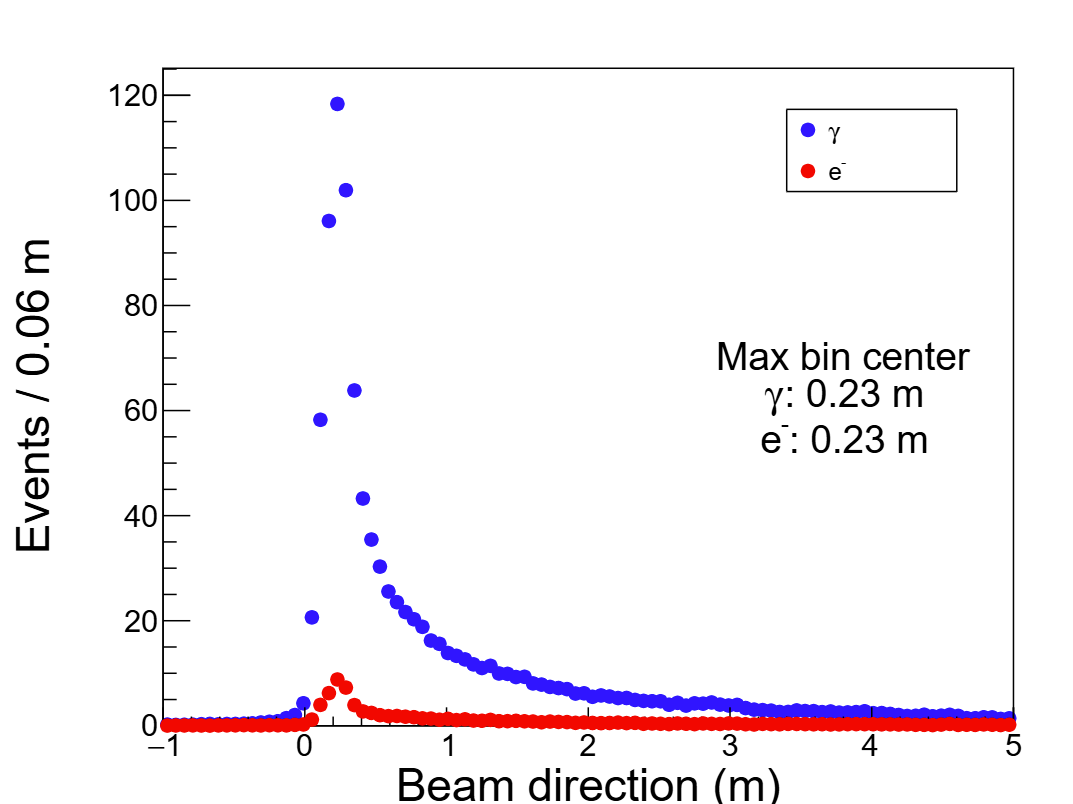 120
100
80
60
40
20
0
Events / 0.06 m
γ
e-
Max bin center
γ: 0.23 m
e-: 0.23 m
−1 0 1 2 3 4 5
Beam direction (m)